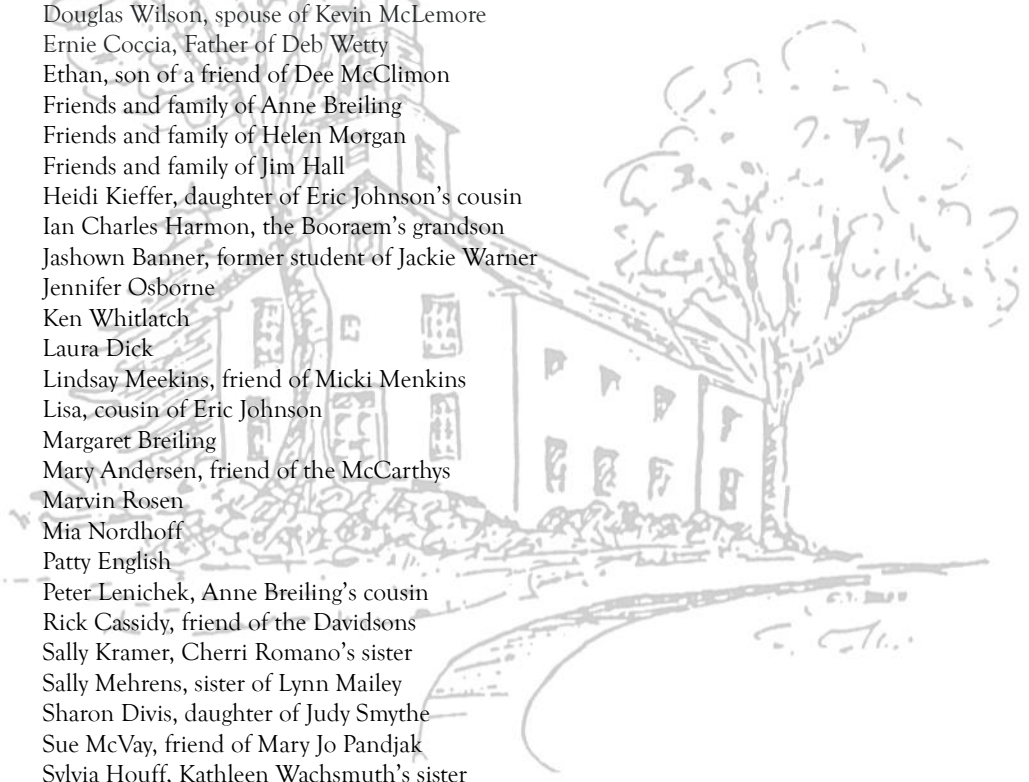 Douglas Wilson, spouse of Kevin McLemore
Ernie Coccia, Father of Deb Wetty
Ethan, son of a friend of Dee McClimon
Friends and family of Anne Breiling
Friends and family of Helen Morgan
Friends and family of Jim Hall
Heidi Kieffer, daughter of Eric Johnson’s cousin
Ian Charles Harmon, the Booraem’s grandson
Jashown Banner, former student of Jackie Warner
Jennifer Osborne
Ken Whitlatch
Laura Dick
Lindsay Meekins, friend of Micki Menkins
Lisa, cousin of Eric Johnson
Margaret Breiling
Mary Andersen, friend of the McCarthys
Marvin Rosen
Mia Nordhoff
Patty English
Peter Lenichek, Anne Breiling’s cousin
Rick Cassidy, friend of the Davidsons
Sally Kramer, Cherri Romano’s sister
Sally Mehrens, sister of Lynn Mailey
Sharon Divis, daughter of Judy Smythe
Sue McVay, friend of Mary Jo Pandjak
Sylvia Houff, Kathleen Wachsmuth’s sister